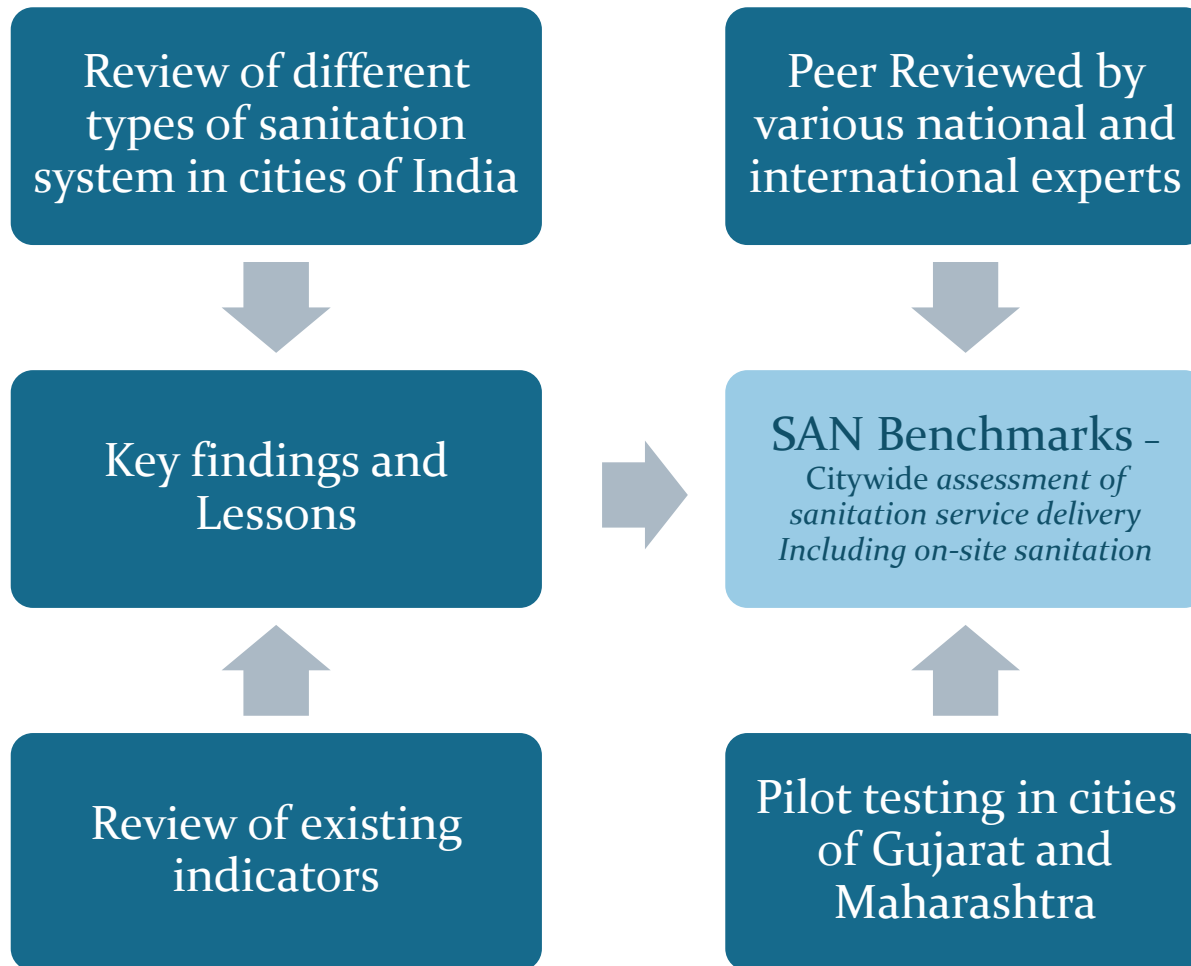 Review of different
types of sanitation
system in cities of India
Peer Reviewed by
various national and
international experts
Key findings and
Lessons
SAN Benchmarks –
Citywide assessment of
sanitation service delivery
Including on-site sanitation
Review of existing
indicators
Pilot testing in cities
of Gujarat and
Maharashtra